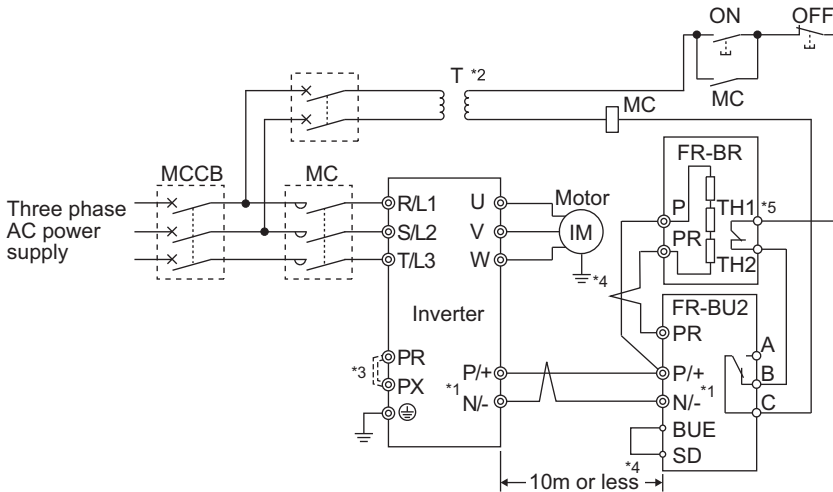 ON
OFF
T *2
MC
MC
FR-BR
MCCB
MC
R/L1
U
Motor
P
TH1
*5
Three phase
AC power
supply
S/L2
V
IM
PR
T/L3
W
*4
TH2
Inverter
FR-BU2
PR
A
PR
*3
P/+
P/+
B
PX
*1
N/-
N/-
*1
C
BUE
*4
SD
10m or less